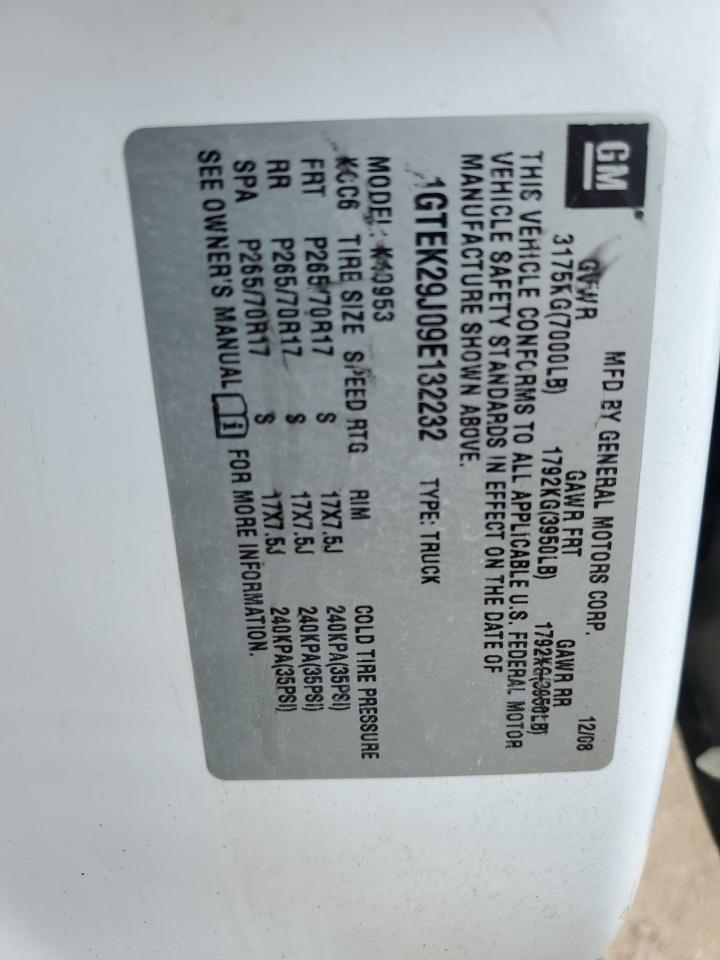 GM
MFD BY GENERAL MOTORS CORP. 12/08
GVWR GAWR FRT GAWR RR
3175KG(7000LB) 1792KG(3950LB) 1792KG(3950LB)
THIS VEHICLE CONFORMS TO ALL APPLICABLE U.S. FEDERAL MOTOR
VEHICLE SAFETY STANDARDS IN EFFECT ON THE DATE OF
MANUFACTURE SHOWN ABOVE.
1GTEK29J09E132232 TYPE: TRUCK
MODEL:
KCC6 TIRE SIZE SPEED RTG RIM COLD TIRE PRESSURE
FRT P265/70R17 S 17X7.5J 240KPA(35PSI)
RR P265/70R17 S 17X7.5J 240KPA(35PSI)
SPA P265/70R17 S 17X7.5J 240KPA(35PSI)
SEE OWNER'S MANUAL i FOR MORE INFORMATION.